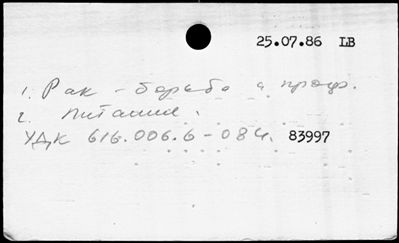 25.07.86 LB
1. Рак - борьба и проф.
2. питание.
УДК 616.006.6-084. 83997